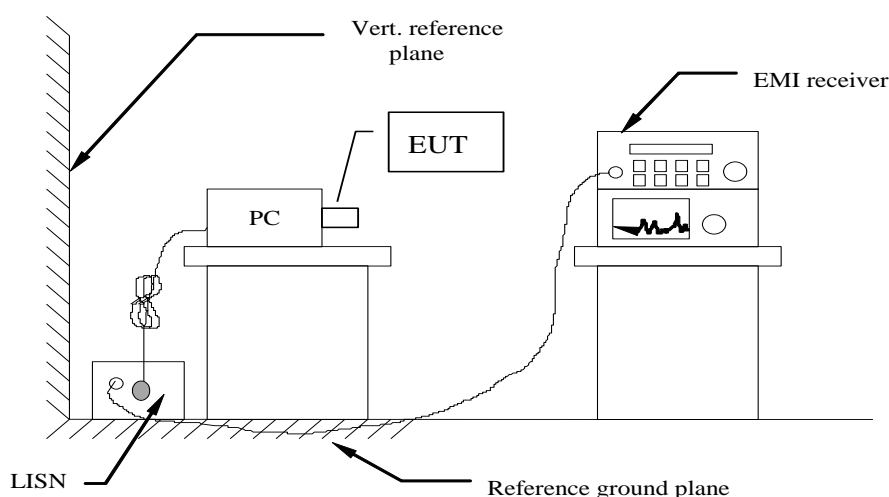 Vert. reference
plane
EMI receiver
EUT
PC
LISN
Reference ground plane